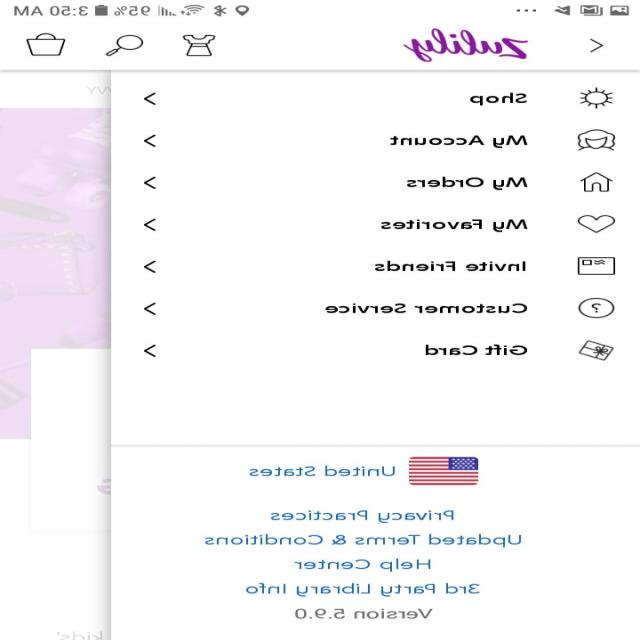 3:50 AM
95%
zulily
Shop >
My Account >
My Orders >
My Favorites >
Invite Friends >
Customer Service >
Gift Card >
United States
Privacy Practices
Updated Terms & Conditions
Help Center
3rd Party Library Info
Version 5.9.0
kids'